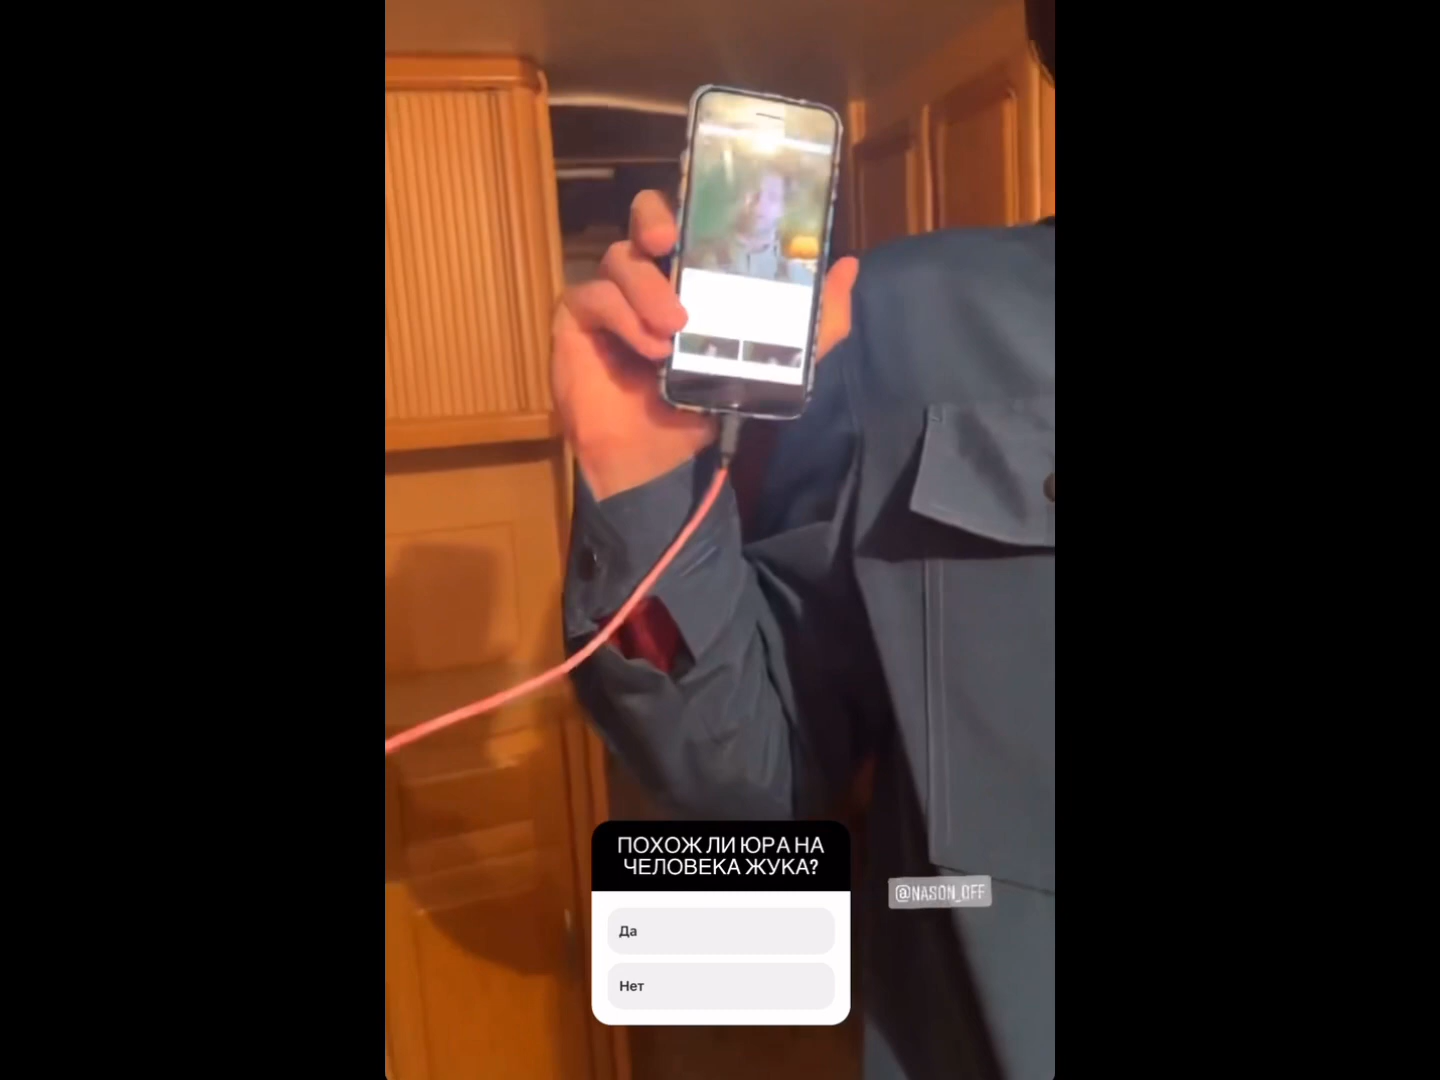 ПОХОЖ ЛИ ЮРА НА
ЧЕЛОВЕКА ЖУКА?
@NASON_OFF
Да
Нет